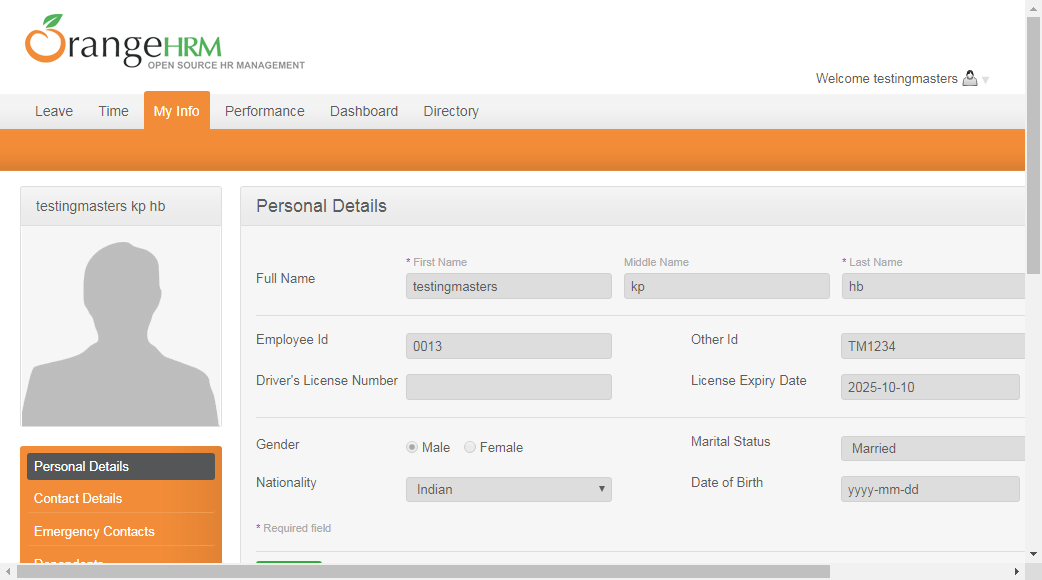 OrangeHRM
OPEN SOURCE HR MANAGEMENT
Welcome testingmasters
Leave Time My Info Performance Dashboard Directory
testingmasters kp hb
Personal Details
* First Name Middle Name * Last Name
Full Name testingmasters kp hb
Employee Id 0013 Other Id TM1234
Driver's License Number License Expiry Date 2025-10-10
Gender Male Female Marital Status Married
Nationality Indian Date of Birth yyyy-mm-dd
* Required field
Personal Details
Contact Details
Emergency Contacts
Dependents